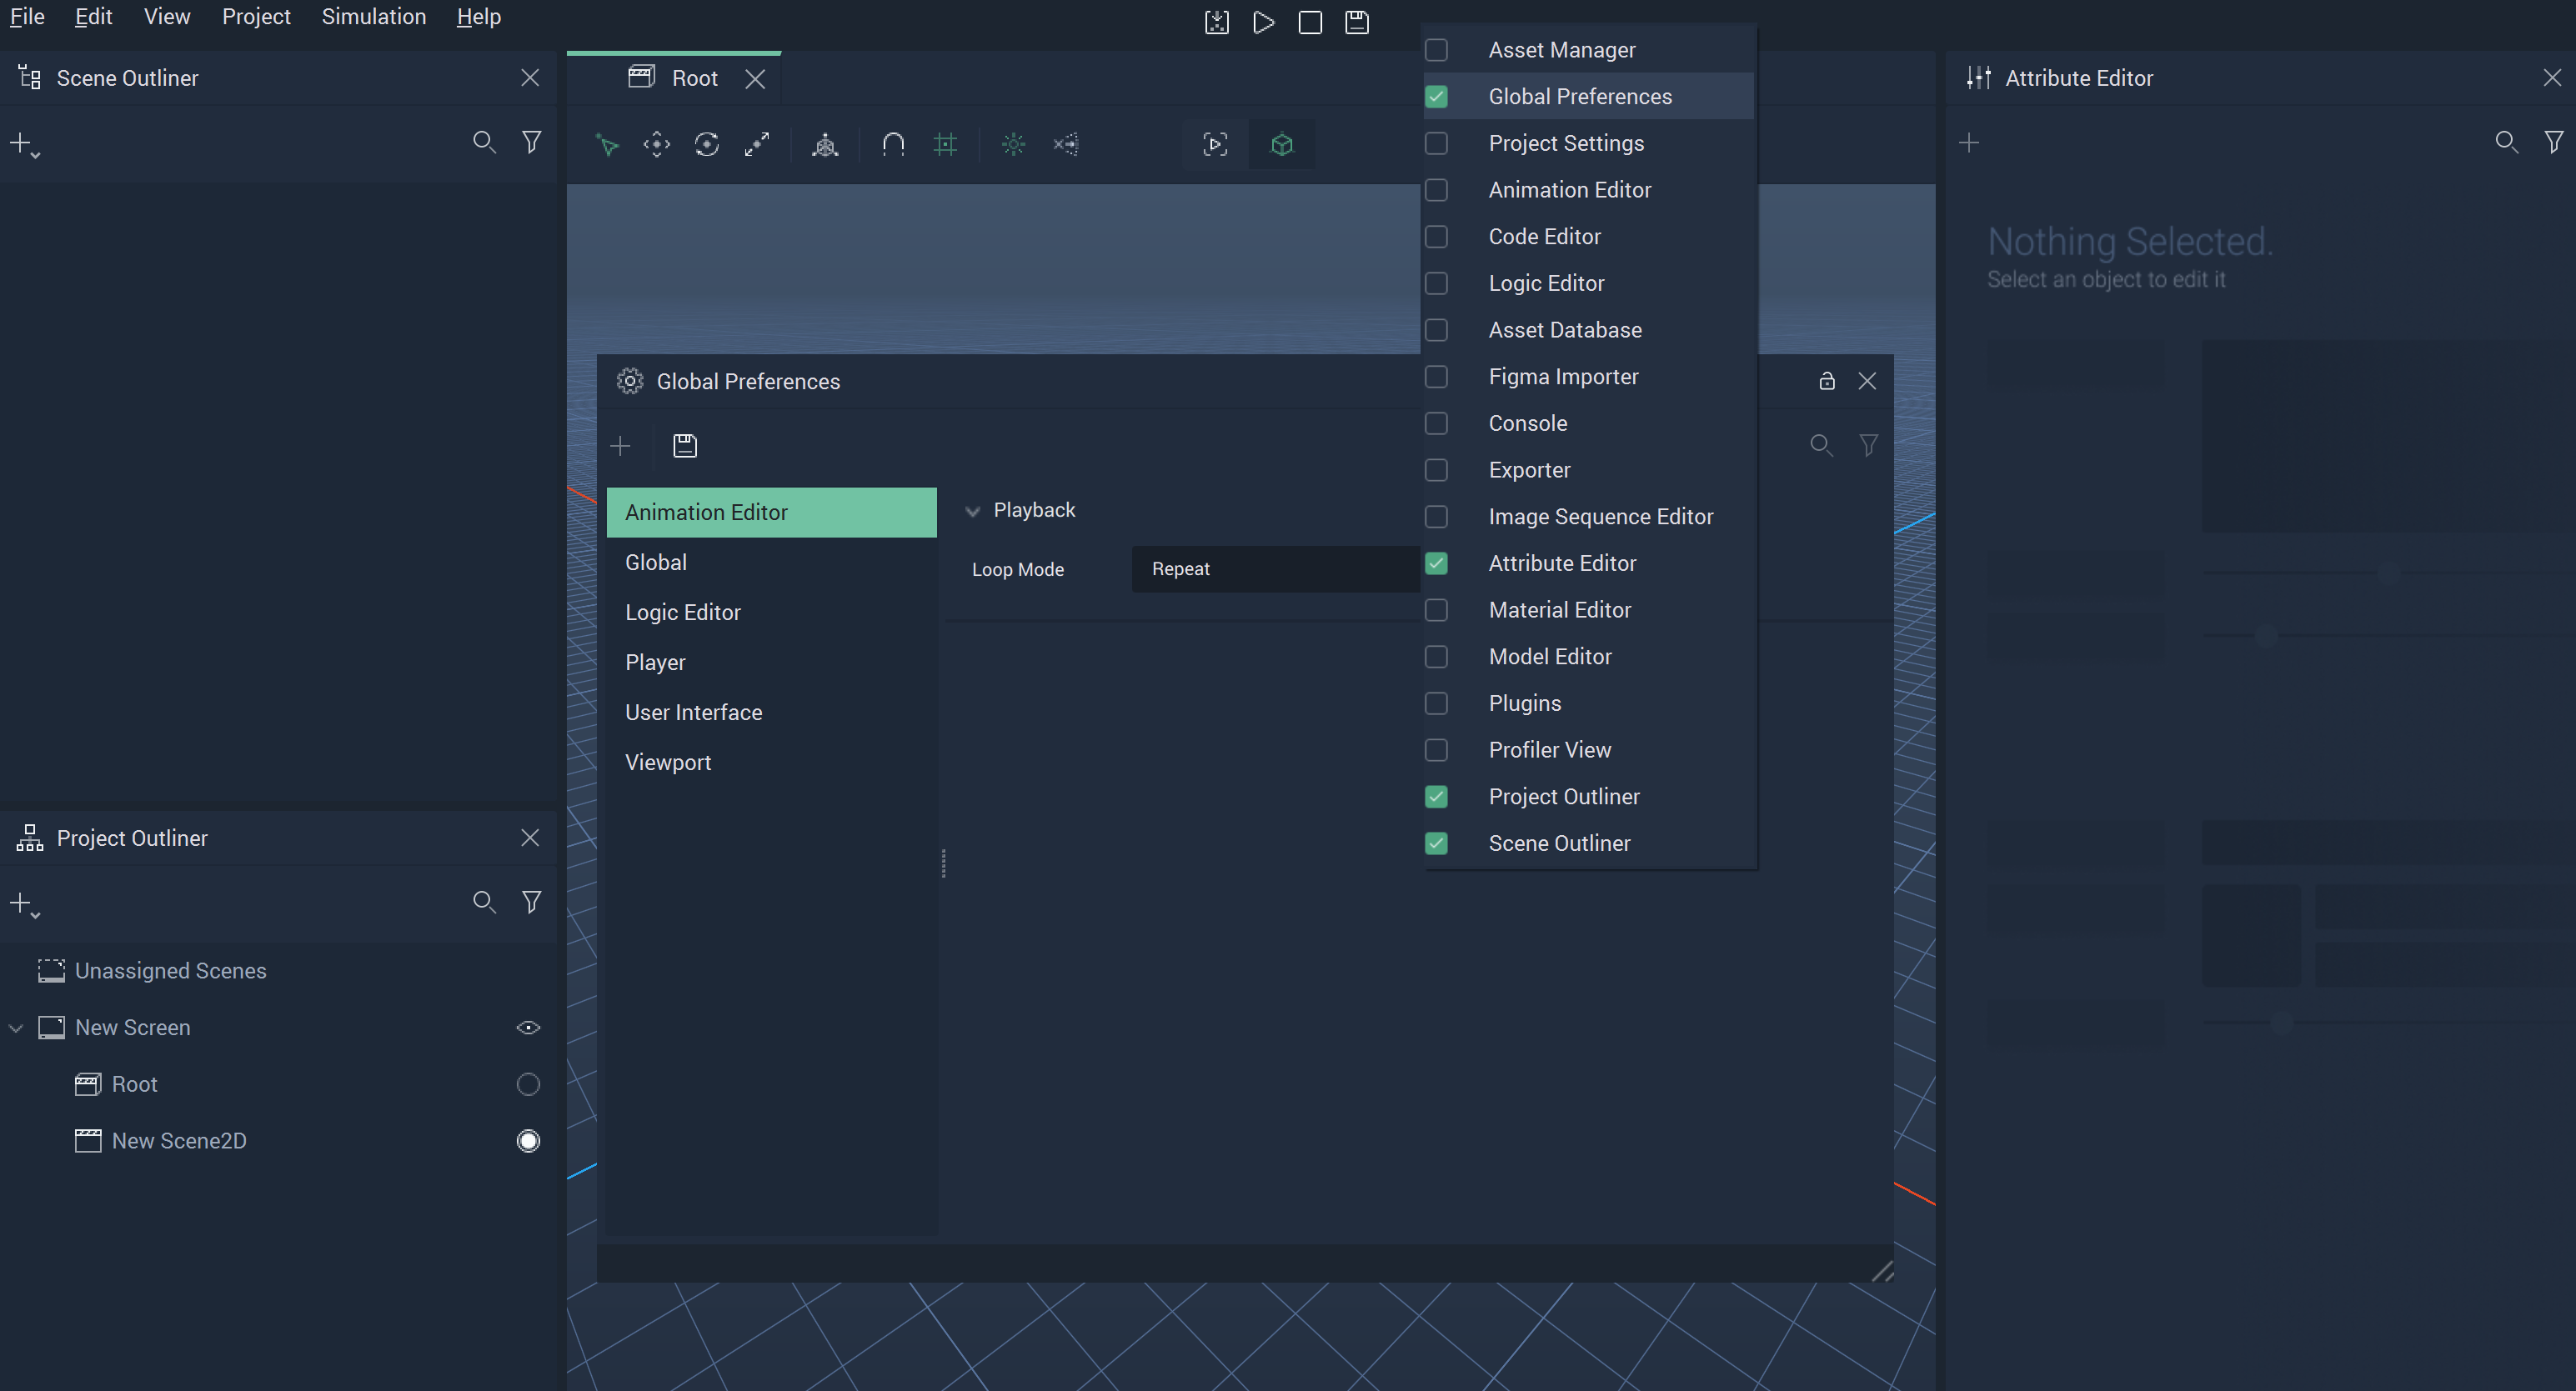 File Edit View Project Simulation Help
Scene Outliner
Root
Attribute Editor
Nothing Selected.
Select an object to edit it
Asset Manager
Global Preferences
Project Settings
Animation Editor
Code Editor
Logic Editor
Asset Database
Figma Importer
Console
Exporter
Image Sequence Editor
Attribute Editor
Material Editor
Model Editor
Plugins
Profiler View
Project Outliner
Scene Outliner
Global Preferences
Animation Editor
Global
Logic Editor
Player
User Interface
Viewport
Playback
Loop Mode Repeat
Project Outliner
Unassigned Scenes
New Screen
Root
New Scene2D